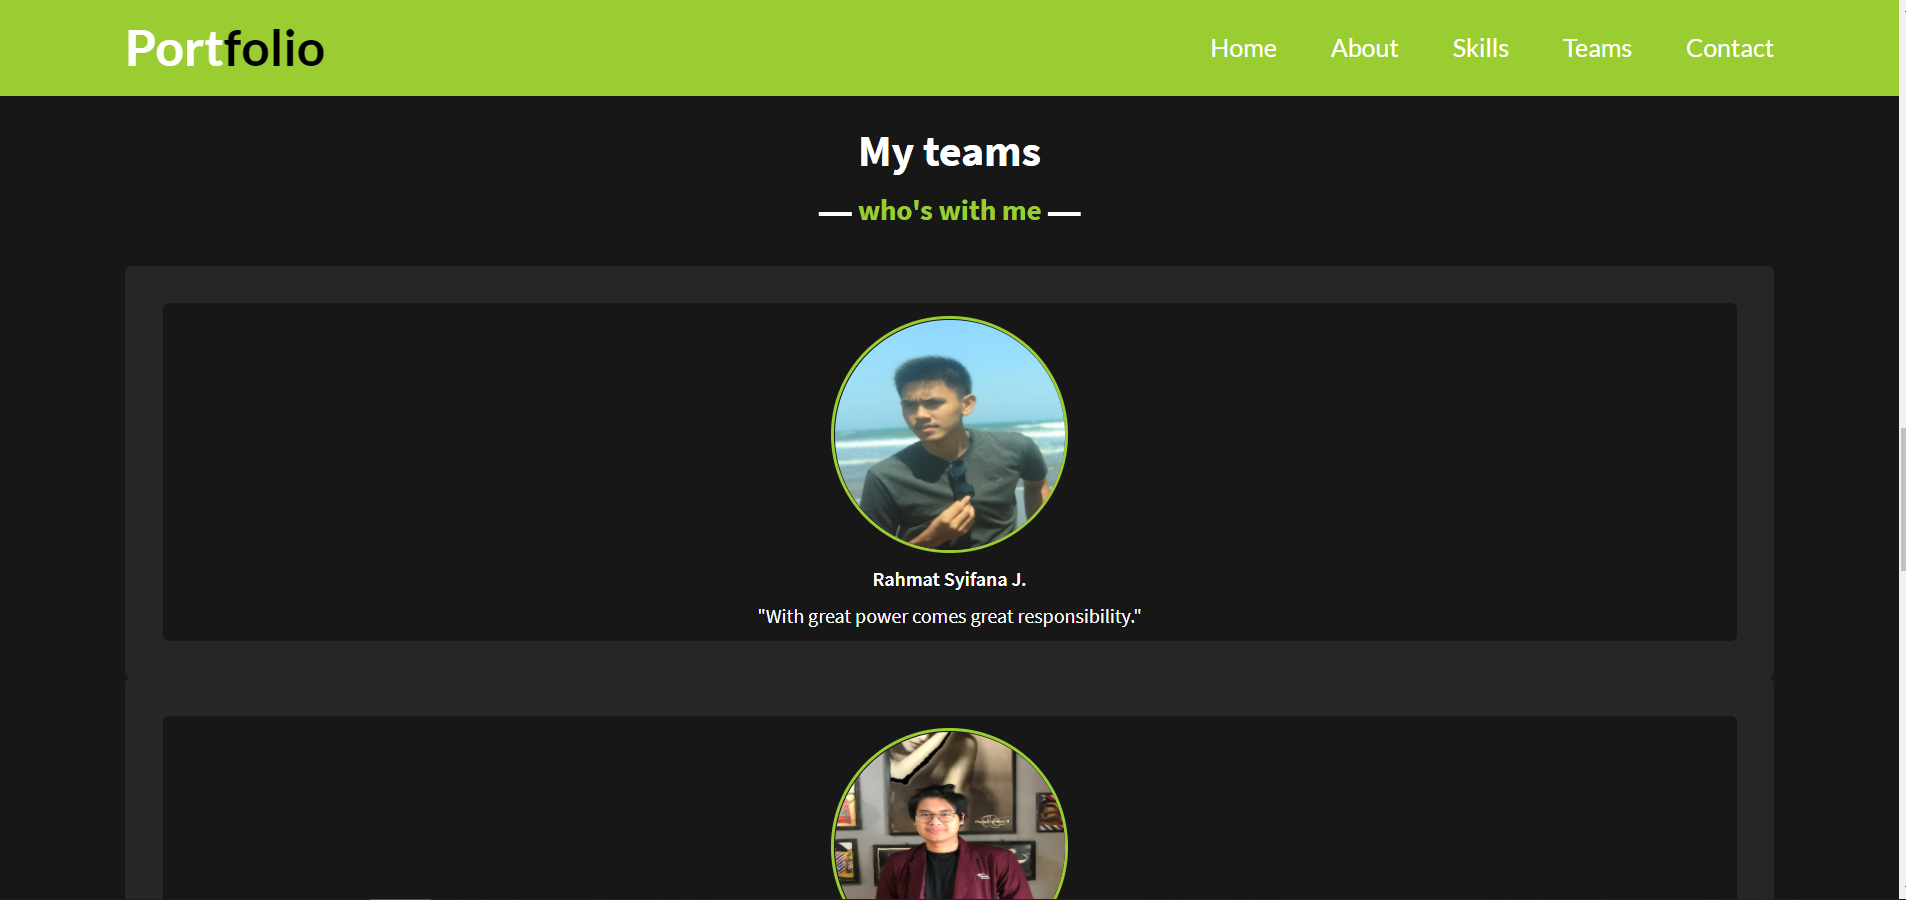 Portfolio
Home About Skills Teams Contact
My teams
who's with me
Rahmat Syifana J.
"With great power comes great responsibility."